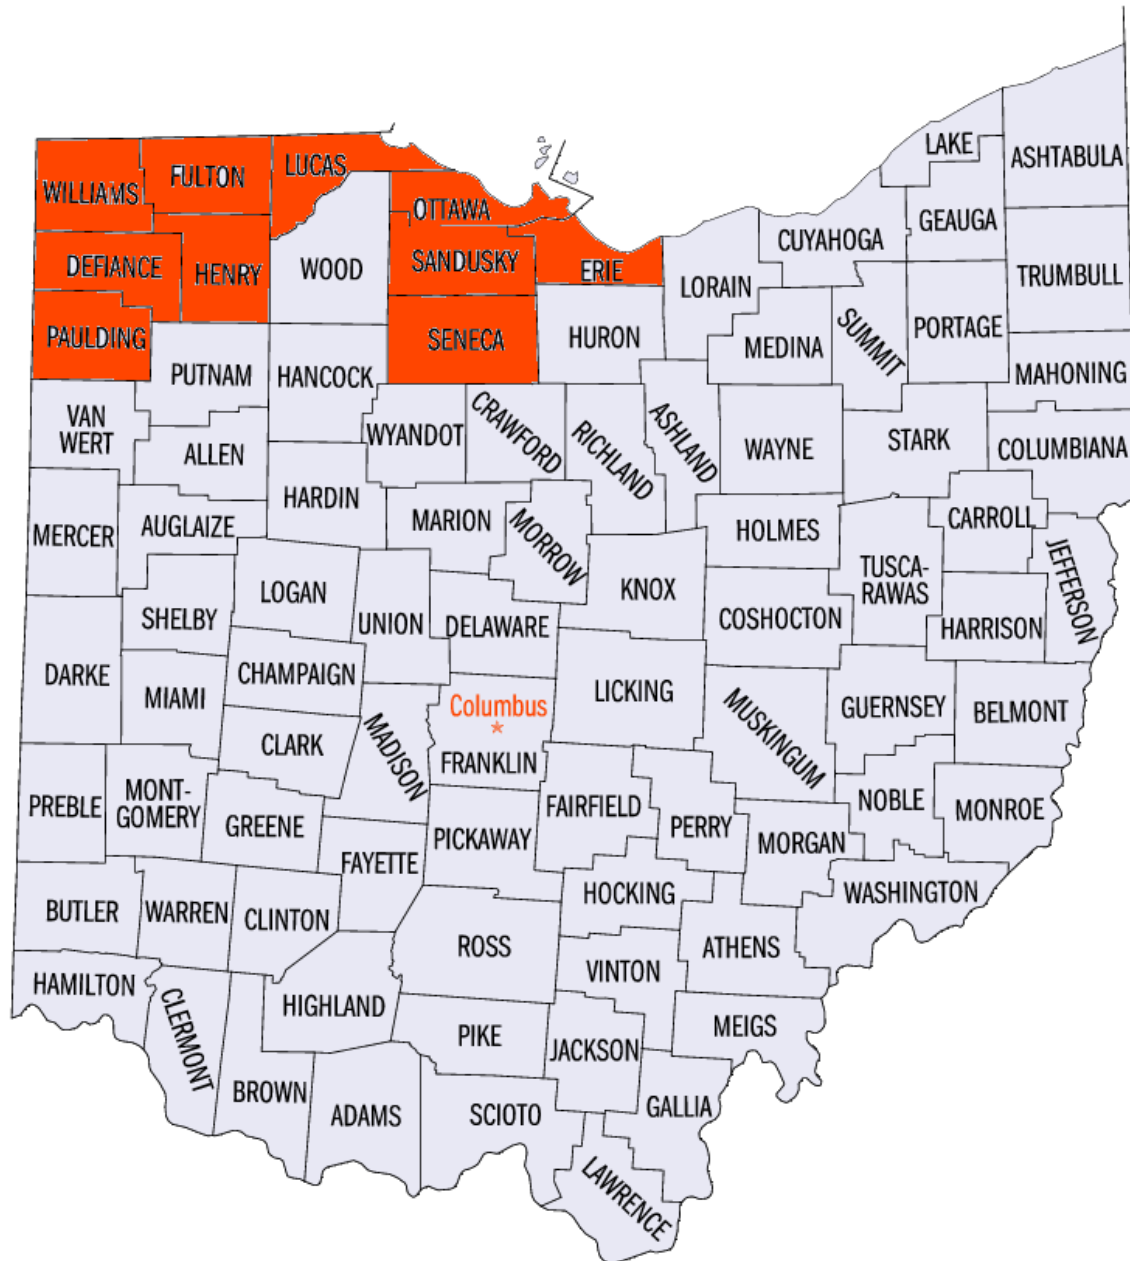 LAKE
ASHTABULA
LUCAS
FULTON
WILLIAMS
OTTAWA
GEAUGA
CUYAHOGA
SANDUSKY
DEFIANCE
WOOD
HENRY
ERIE
LORAIN
TRUMBULL
SUMMIT
PORTAGE
PAULDING
SENECA
HURON
MEDINA
PUTNAM
HANCOCK
MAHONING
VAN
WERT
WYANDOT
CRAWFORD
RICHLAND
ASHLAND
WAYNE
STARK
COLUMBIANA
ALLEN
HARDIN
MERCER
AUGLAIZE
MARION
MORROW
HOLMES
CARROLL
JEFFERSON
LOGAN
KNOX
TUSCA-
RAWAS
SHELBY
UNION
DELAWARE
COSHOCTON
HARRISON
DARKE
CHAMPAIGN
MIAMI
LICKING
Columbus
*
MUSKINGUM
GUERNSEY
BELMONT
CLARK
MADISON
FRANKLIN
PREBLE
MONT-
GOMERY
GREENE
FAIRFIELD
PERRY
NOBLE
MONROE
PICKAWAY
MORGAN
FAYETTE
HOCKING
WASHINGTON
BUTLER
WARREN
CLINTON
ROSS
ATHENS
VINTON
HAMILTON
CLERMONT
HIGHLAND
PIKE
JACKSON
MEIGS
BROWN
ADAMS
SCIOTO
GALLIA
LAWRENCE